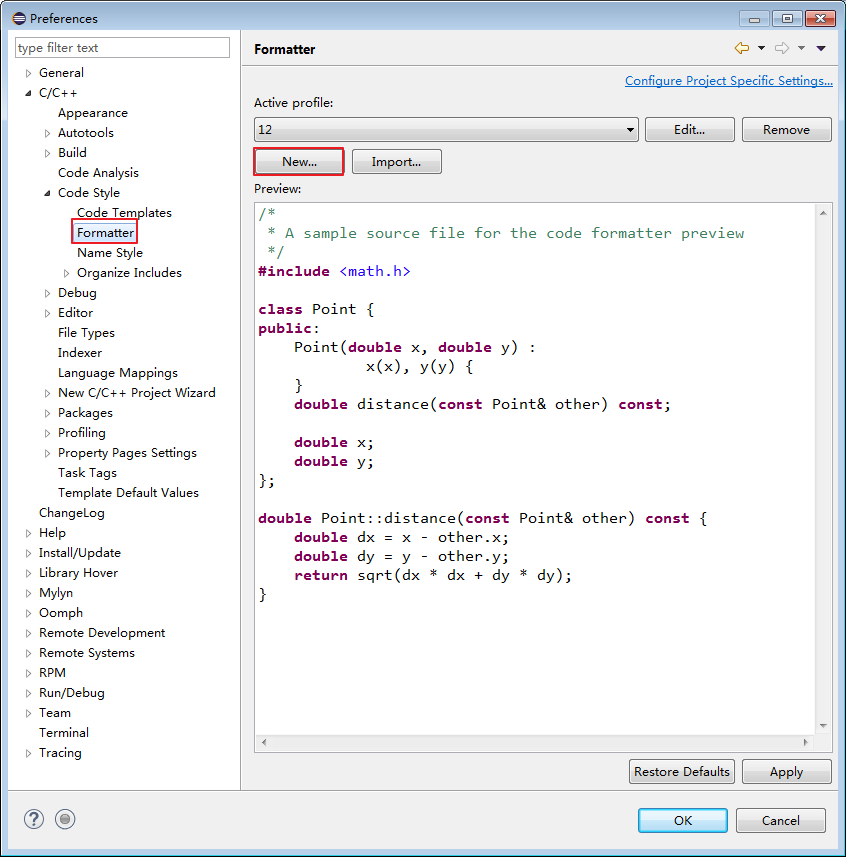 Preferences
type filter text
General
C/C++
Appearance
Autotools
Build
Code Analysis
Code Style
Code Templates
Formatter
Name Style
Organize Includes
Debug
Editor
File Types
Indexer
Language Mappings
New C/C++ Project Wizard
Packages
Profiling
Property Pages Settings
Task Tags
Template Default Values
ChangeLog
Help
Install/Update
Library Hover
Mylyn
Oomph
Remote Development
Remote Systems
RPM
Run/Debug
Team
Terminal
Tracing
Formatter
Configure Project Specific Settings...
Active profile:
12 Edit... Remove
New... Import...
Preview:
/*
 * A sample source file for the code formatter preview
 */
#include <math.h>

class Point {
public:
    Point(double x, double y) :
            x(x), y(y) {
    }
    double distance(const Point& other) const;

    double x;
    double y;
};

double Point::distance(const Point& other) const {
    double dx = x - other.x;
    double dy = y - other.y;
    return sqrt(dx * dx + dy * dy);
}
Restore Defaults Apply
? OK Cancel